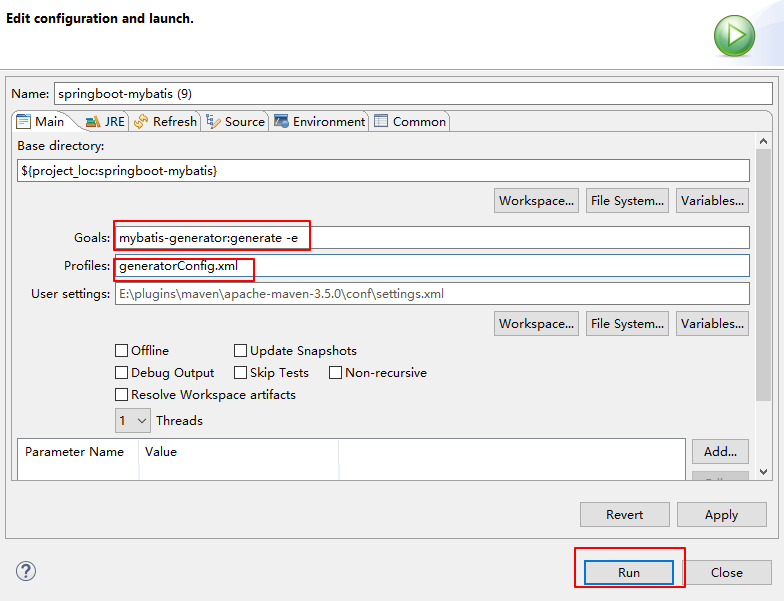 Edit configuration and launch.
Name: springboot-mybatis (9)
Main JRE Refresh Source Environment Common
Base directory:
${project_loc:springboot-mybatis}
Workspace... File System... Variables...
Goals: mybatis-generator:generate -e
Profiles: generatorConfig.xml
User settings: E:\plugins\maven\apache-maven-3.5.0\conf\settings.xml
Workspace... File System... Variables...
Offline Update Snapshots
Debug Output Skip Tests Non-recursive
Resolve Workspace artifacts
1 Threads
Parameter Name Value Add...
Revert Apply
? Run Close